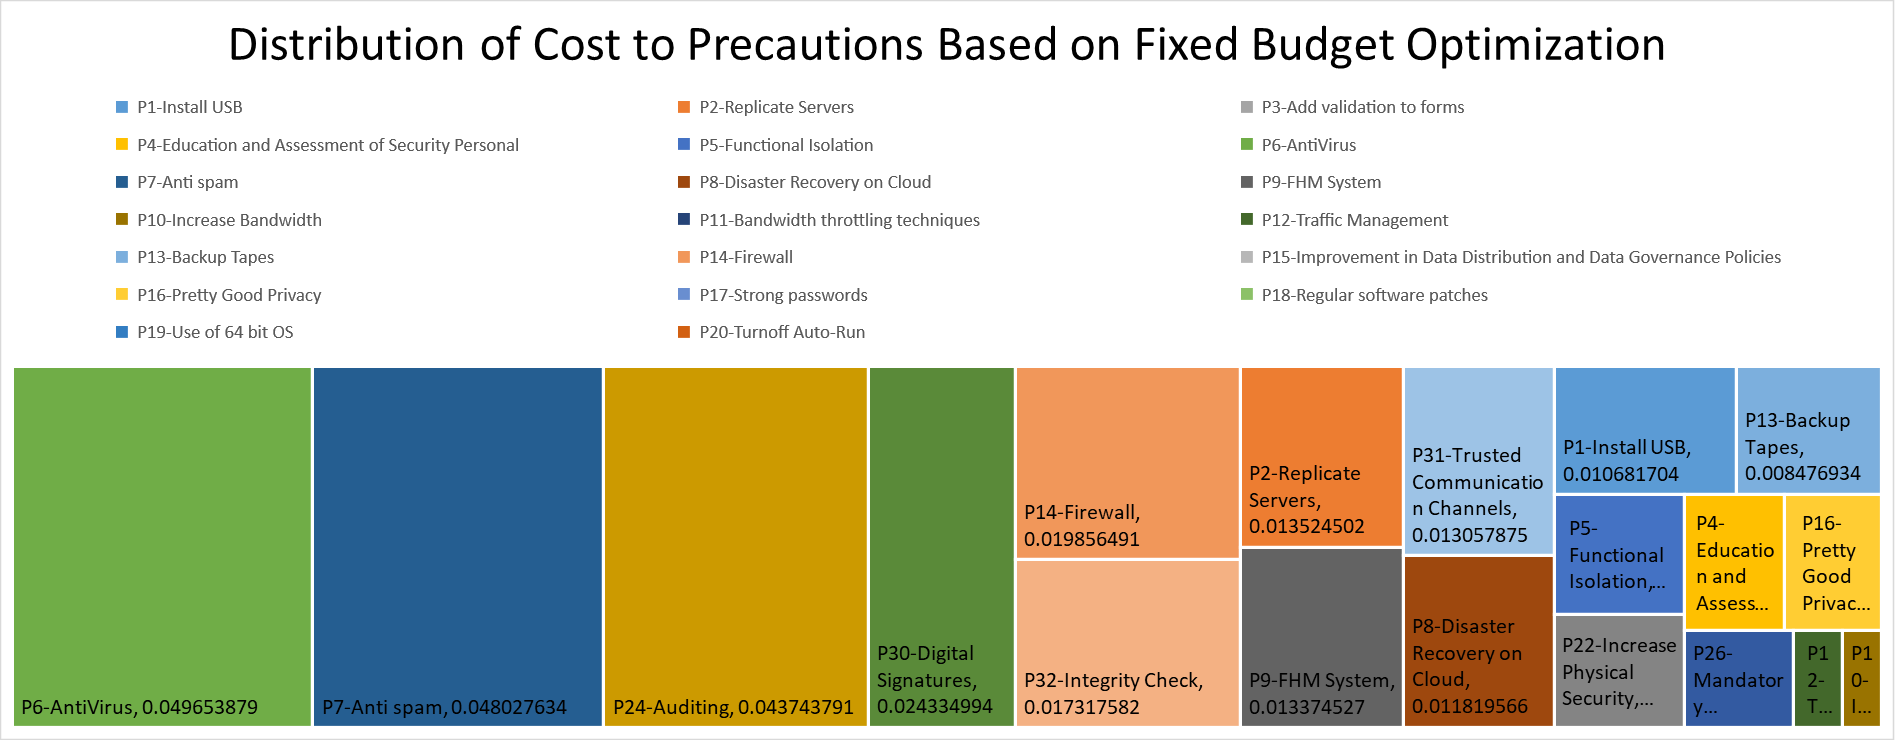 Distribution of Cost to Precautions Based on Fixed Budget Optimization
P1-Install USB
P2-Replicate Servers
P3-Add validation to forms
P4-Education and Assessment of Security Personal
P5-Functional Isolation
P6-AntiVirus
P7-Anti spam
P8-Disaster Recovery on Cloud
P9-FHM System
P10-Increase Bandwidth
P11-Bandwidth throttling techniques
P12-Traffic Management
P13-Backup Tapes
P14-Firewall
P15-Improvement in Data Distribution and Data Governance Policies
P16-Pretty Good Privacy
P17-Strong passwords
P18-Regular software patches
P19-Use of 64 bit OS
P20-Turnoff Auto-Run
P6-AntiVirus, 0.049653879
P7-Anti spam, 0.048027634
P24-Auditing, 0.043743791
P30-Digital
Signatures,
0.024334994
P14-Firewall,
0.019856491
P32-Integrity Check,
0.017317582
P2-Replicate
Servers,
0.013524502
P9-FHM System,
0.013374527
P31-Trusted
Communicatio
n Channels,
0.013057875
P8-Disaster
Recovery on
Cloud,
0.011819566
P1-Install USB,
0.010681704
P13-Backup
Tapes,
0.008476934
P5-
Functional
Isolation,...
P22-Increase
Physical
Security,...
P4-
Educatio
n and
Assess...
P16-
Pretty
Good
Privac...
P26-
Mandator
y...
P1
2-
T...
P1
0-
I...